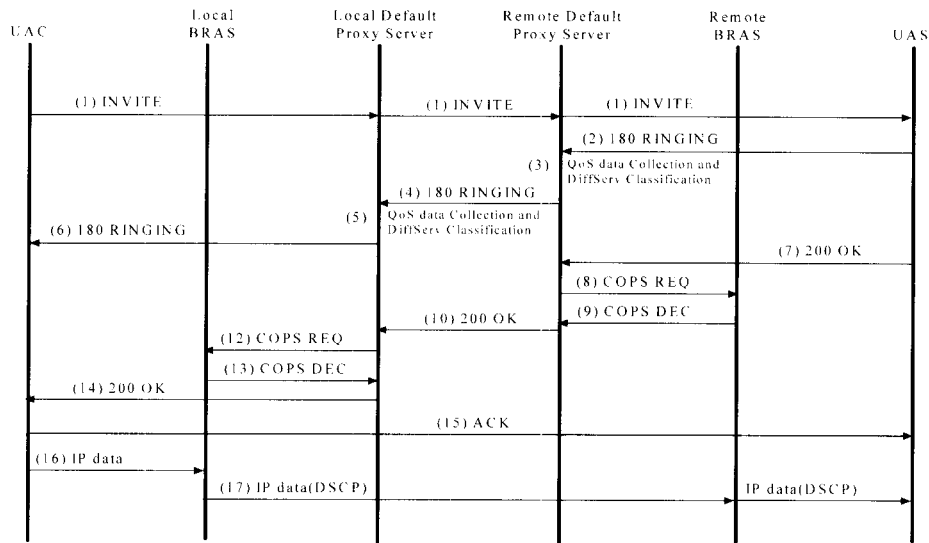 UAC
Local
BRAS
Local Default
Proxy Server
Remote Default
Proxy Server
Remote
BRAS
UAS
(1) INVITE
(1) INVITE
(1) INVITE
(2) 180 RINGING
(3)
QoS data Collection and
DiffServ Classification
(4) 180 RINGING
(5)
QoS data Collection and
DiffServ Classification
(6) 180 RINGING
(7) 200 OK
(8) COPS REQ
(9) COPS DEC
(10) 200 OK
(12) COPS REQ
(13) COPS DEC
(14) 200 OK
(15) ACK
(16) IP data
(17) IP data(DSCP)
IP data(DSCP)